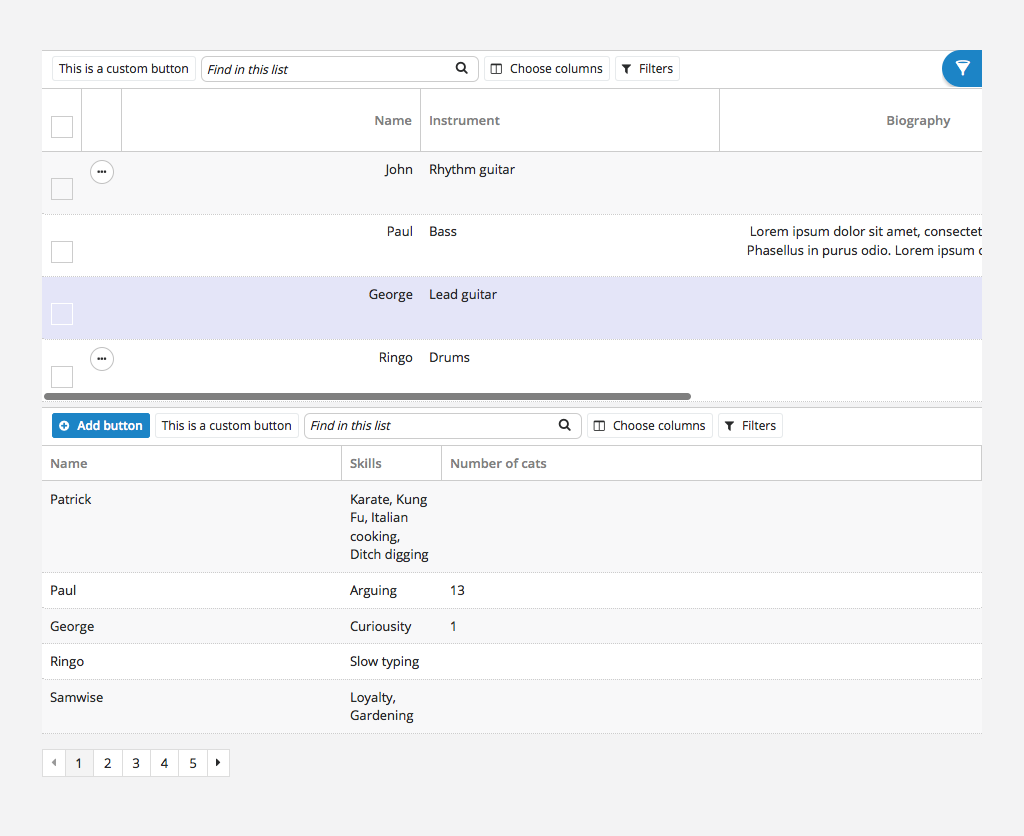 This is a custom button Find in this list Choose columns Filters
Name Instrument Biography
John Rhythm guitar
Paul Bass Lorem ipsum dolor sit amet, consectet
Phasellus in purus odio. Lorem ipsum
George Lead guitar
Ringo Drums
Add button This is a custom button Find in this list Choose columns Filters
Name Skills Number of cats
Patrick Karate, Kung
Fu, Italian
cooking,
Ditch digging
Paul Arguing 13
George Curiousity 1
Ringo Slow typing
Samwise Loyalty,
Gardening
1 2 3 4 5